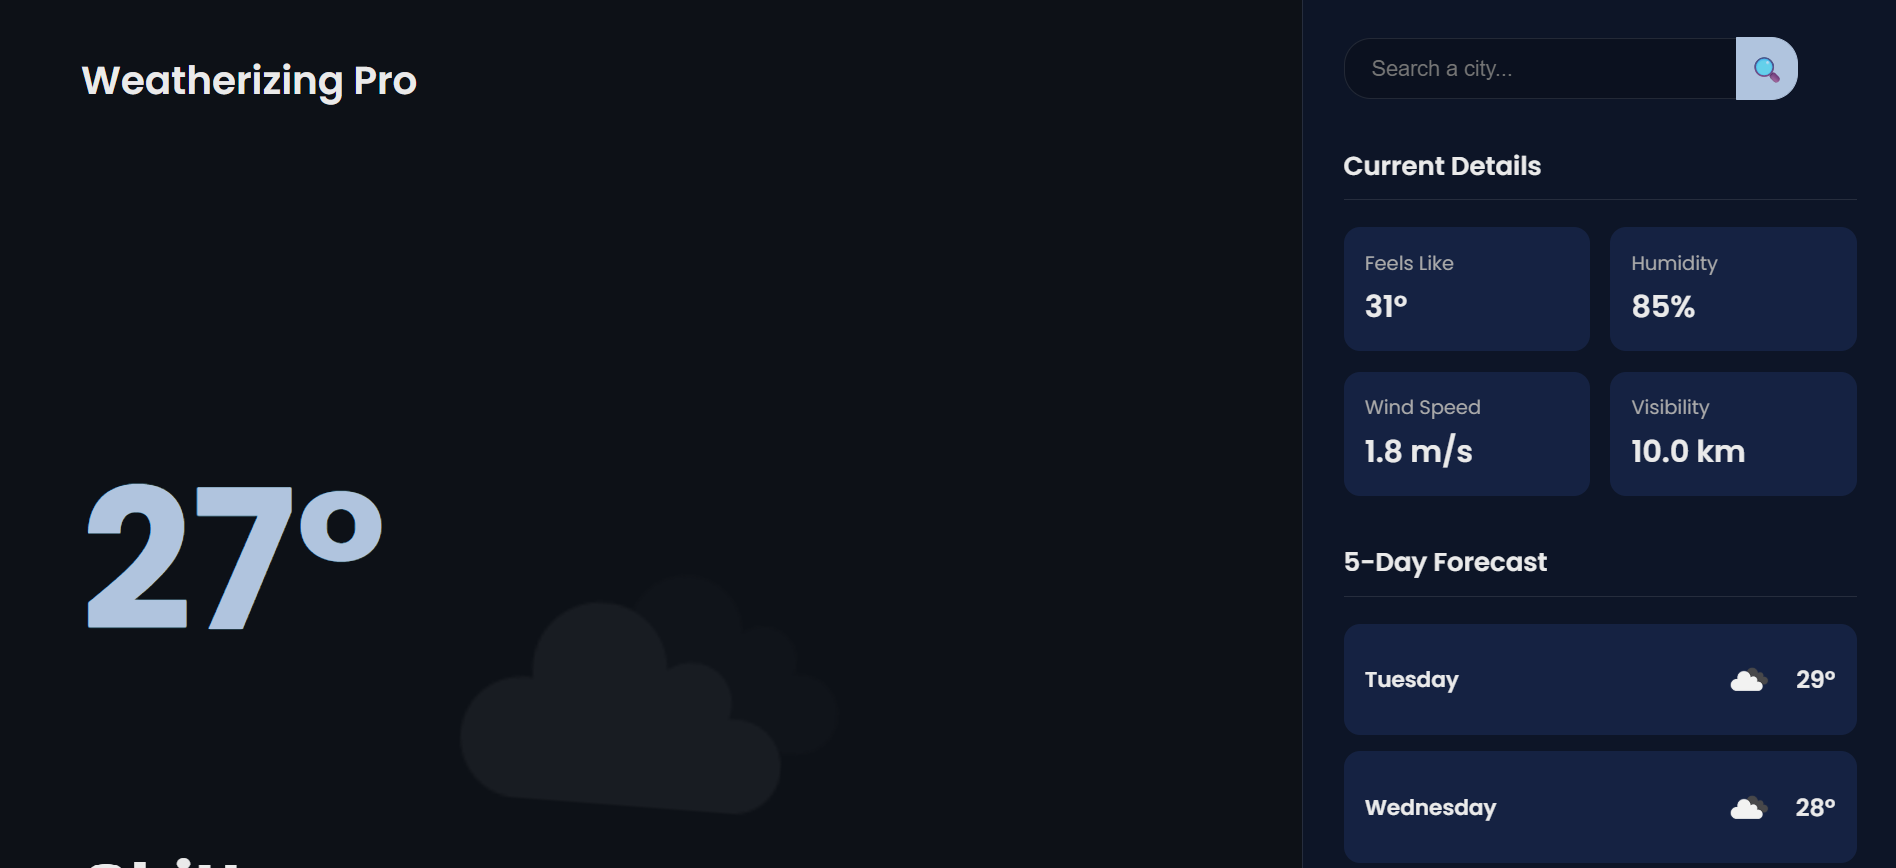 Weatherizing Pro
27°
Search a city...
Current Details
Feels Like
31°
Humidity
85%
Wind Speed
1.8 m/s
Visibility
10.0 km
5-Day Forecast
Tuesday
29°
Wednesday
28°